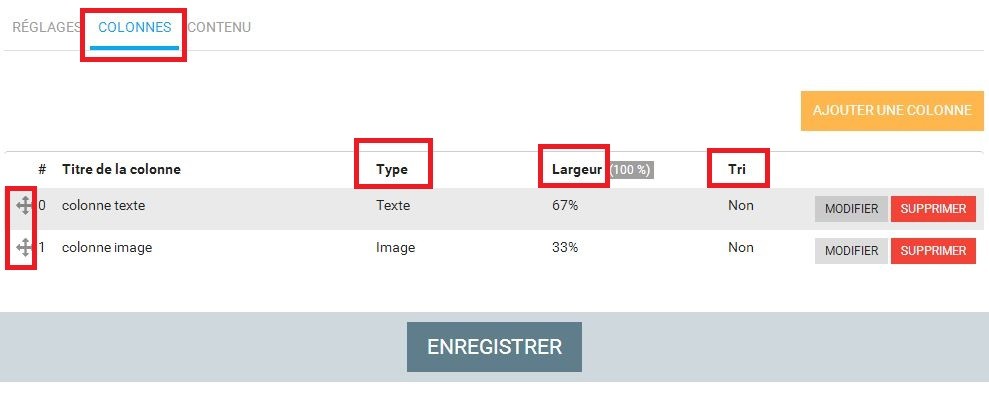 RÉGLAGES COLONNES CONTENU
AJOUTER UNE COLONNE
# Titre de la colonne Type Largeur (100 %) Tri
0 colonne texte Texte 67% Non MODIFIER SUPPRIMER
1 colonne image Image 33% Non MODIFIER SUPPRIMER
ENREGISTRER